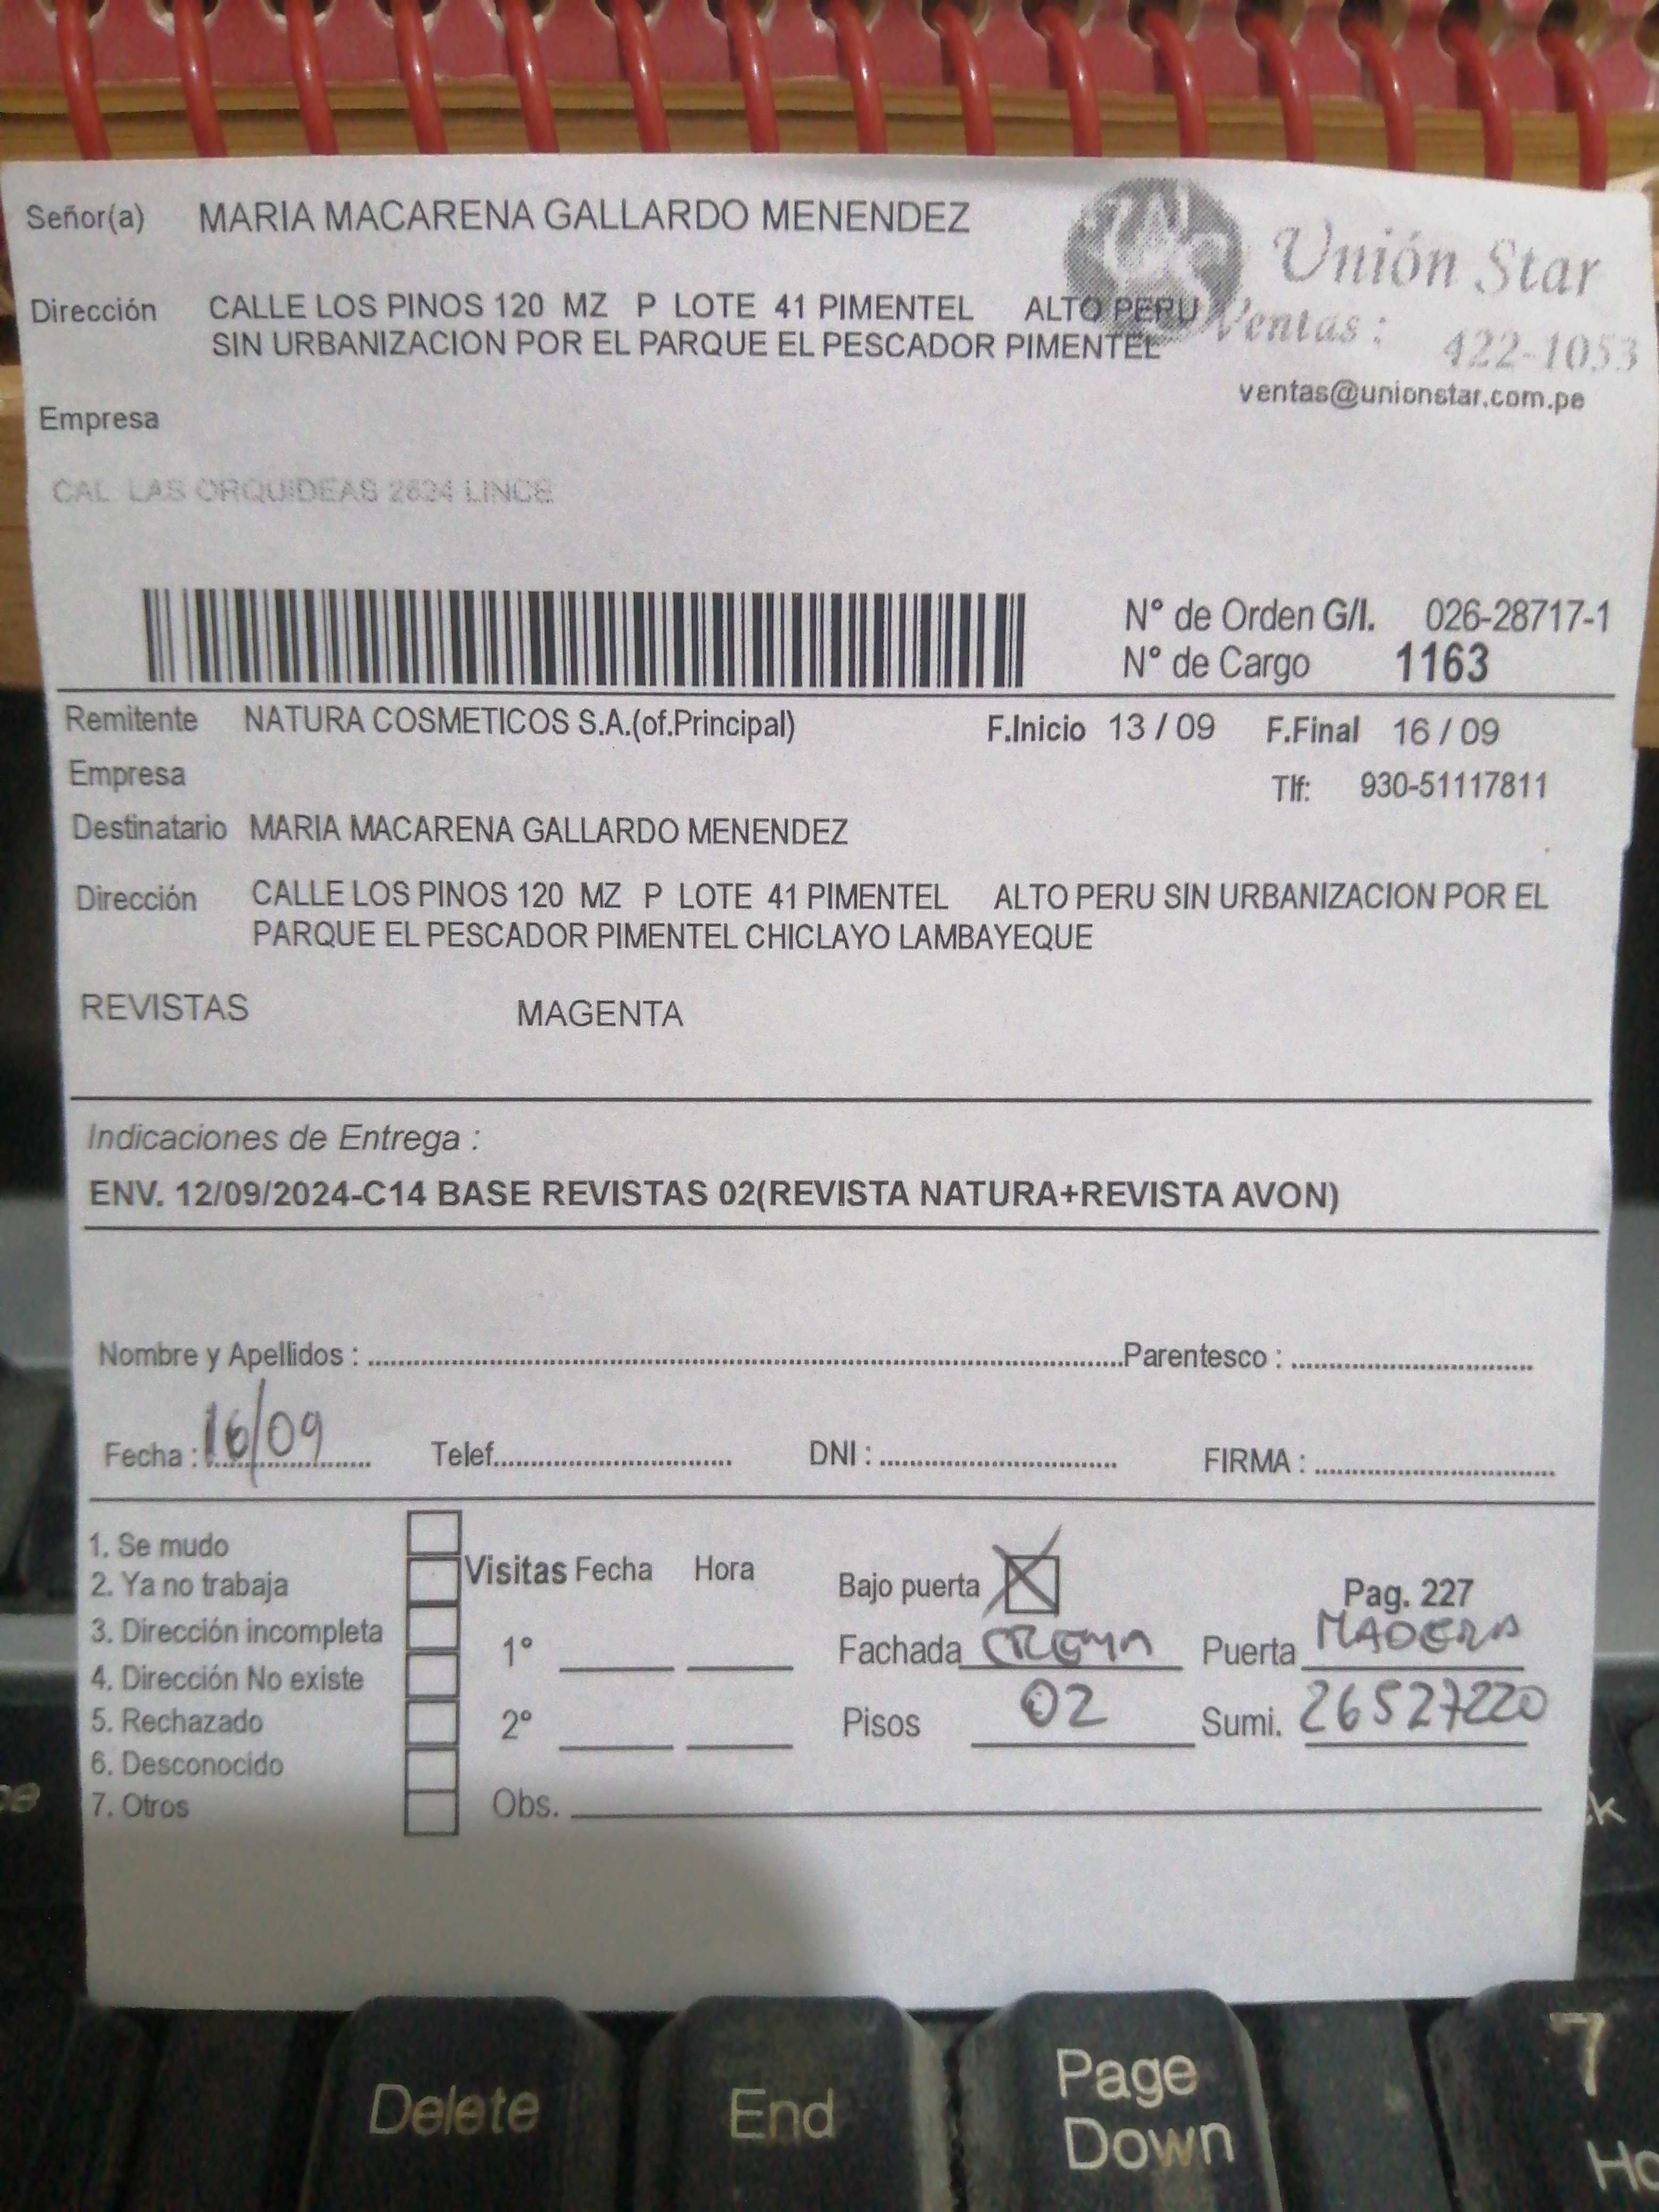 Señor(a) MARIA MACARENA GALLARDO MENENDEZ
Unión Star
Dirección CALLE LOS PINOS 120 MZ P LOTE 41 PIMENTEL ALTO PERU
SIN URBANIZACION POR EL PARQUE EL PESCADOR PIMENTEL
Ventas : 422-1053
ventas@unionstar.com.pe
Empresa
CAL. LAS ORQUIDEAS 2634 LINCE
N° de Orden G/I. 026-28717-1
N° de Cargo 1163
Remitente NATURA COSMETICOS S.A.(of.Principal) F.Inicio 13 / 09 F.Final 16 / 09
Empresa Tlf: 930-51117811
Destinatario MARIA MACARENA GALLARDO MENENDEZ
Dirección CALLE LOS PINOS 120 MZ P LOTE 41 PIMENTEL ALTO PERU SIN URBANIZACION POR EL
PARQUE EL PESCADOR PIMENTEL CHICLAYO LAMBAYEQUE
REVISTAS MAGENTA
Indicaciones de Entrega :
ENV. 12/09/2024-C14 BASE REVISTAS 02(REVISTA NATURA+REVISTA AVON)
Nombre y Apellidos : Parentesco :
Fecha : 16/09 Telef. DNI : FIRMA :
1. Se mudo
2. Ya no trabaja
3. Dirección incompleta
4. Dirección No existe
5. Rechazado
6. Desconocido
7. Otros
Visitas Fecha Hora
1°
2°
Obs.
Bajo puerta X Pag. 227
Fachada CREMA Puerta MADERA
Pisos 02 Sumi. 26527220
Delete End Page Down 7